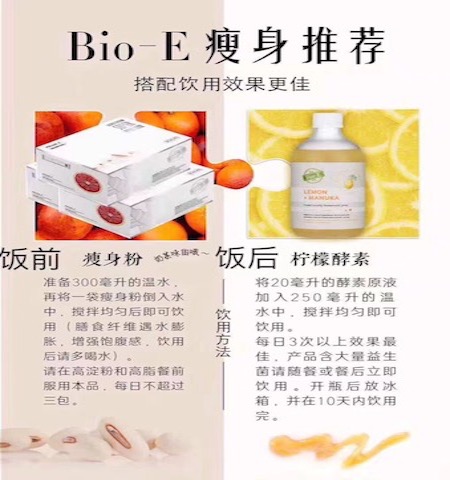 Bio-E 瘦身推荐
搭配饮用效果更佳
LEMON
+ MANUKA
饭前
瘦身粉
准备300毫升的温水，
再将一袋瘦身粉倒入水
中，搅拌均匀后即可饮
用（膳食纤维遇水膨
胀，增强饱腹感，饮用
后请多喝水）。
请在高淀粉和高脂餐前
服用本品，每日不超过
三包。
饮用方法
饭后
柠檬酵素
将20毫升的酵素原液
加入250毫升的温
水中，搅拌均匀即可
饮用。
每日3次以上效果最
佳，产品含大量益生
菌请随餐或餐后立即
饮用。开瓶后放冰
箱，并在10天内饮用
完。